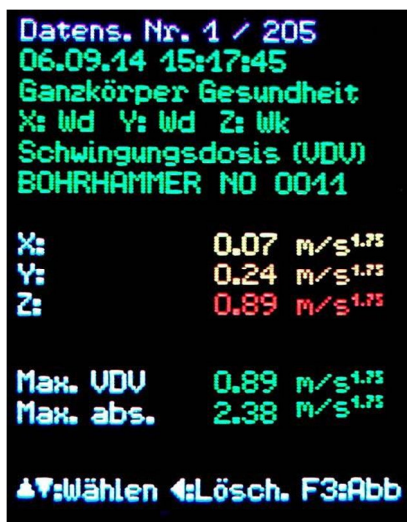 Datens. Nr. 1 / 205
06.09.14 15:17:45
Ganzkörper Gesundheit
X: Wd Y: Wd Z: Wk
Schwingungsdosis (VDV)
BOHRHAMMER NO 0011
X: 0.07 m/s¹·⁷⁵
Y: 0.24 m/s¹·⁷⁵
Z: 0.89 m/s¹·⁷⁵
Max. VDV 0.89 m/s¹·⁷⁵
Max. abs. 2.38 m/s¹·⁷⁵
▲▼:Wählen ◀:Lösch. F3:Abb